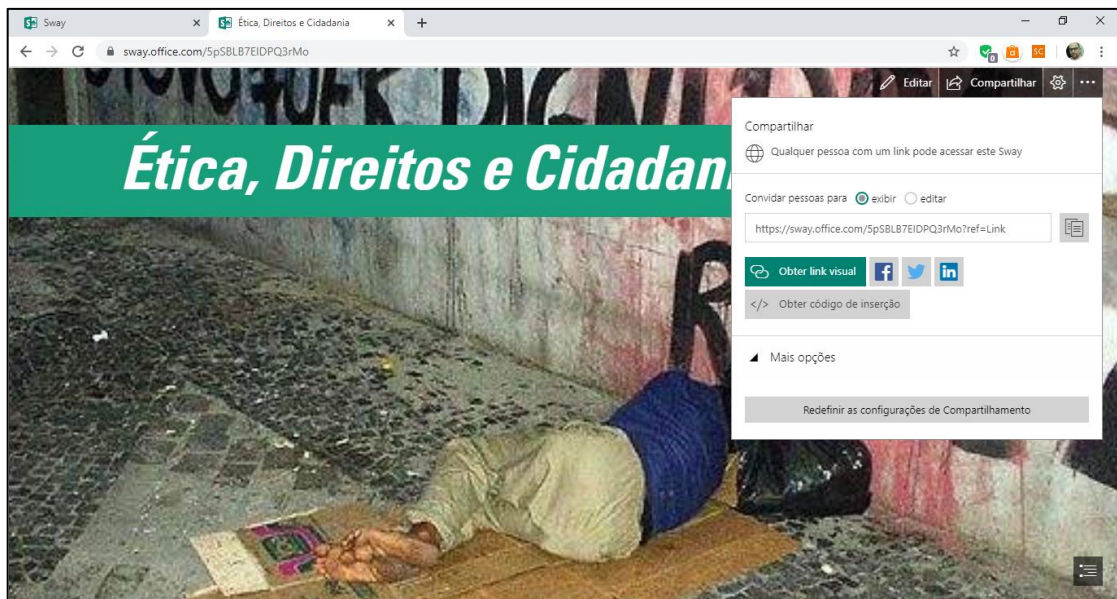 Sway
Ética, Direitos e Cidadania
sway.office.com/5pSBLB7EIDPQ3rMo
Editar
Compartilhar
Ética, Direitos e Cidadan
Compartilhar
Qualquer pessoa com um link pode acessar este Sway
Convidar pessoas para exibir editar
https://sway.office.com/5pSBLB7EIDPQ3rMo?ref=Link
Obter link visual
</> Obter código de inserção
Mais opções
Redefinir as configurações de Compartilhamento